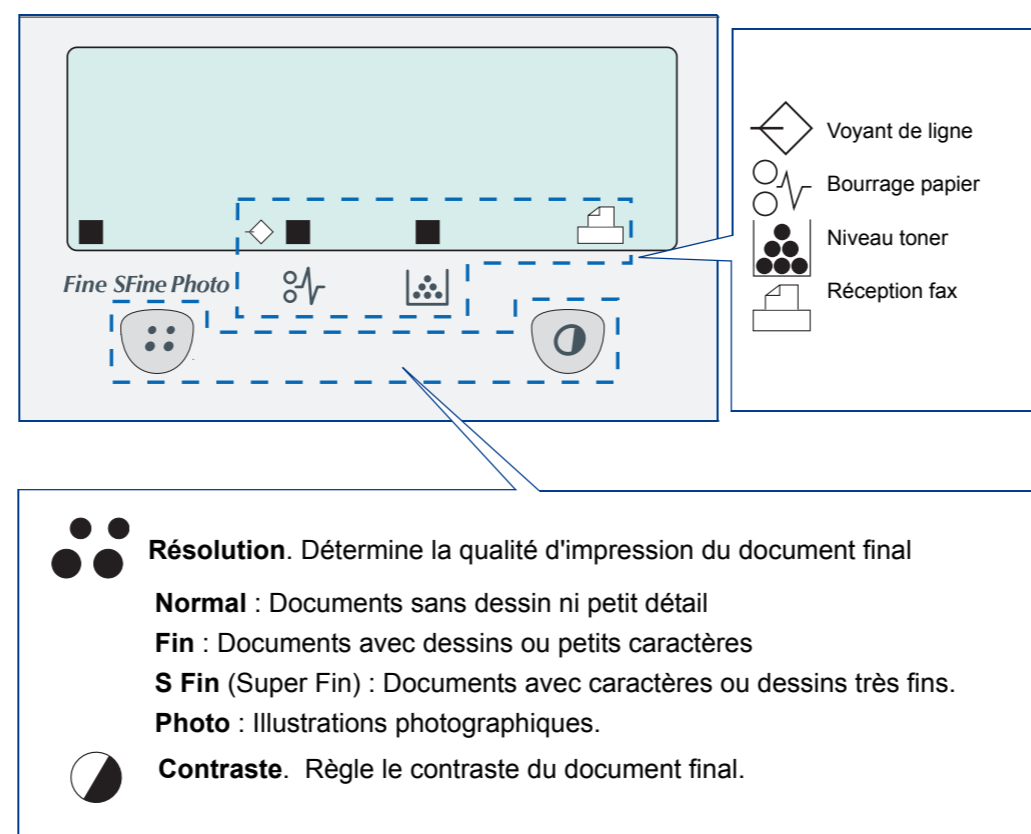 Voyant de ligne
Bourrage papier
Niveau toner
Réception fax
Fine SFine Photo
Résolution. Détermine la qualité d'impression du document final
Normal : Documents sans dessin ni petit détail
Fin : Documents avec dessins ou petits caractères
S Fin (Super Fin) : Documents avec caractères ou dessins très fins.
Photo : Illustrations photographiques.
Contraste. Règle le contraste du document final.